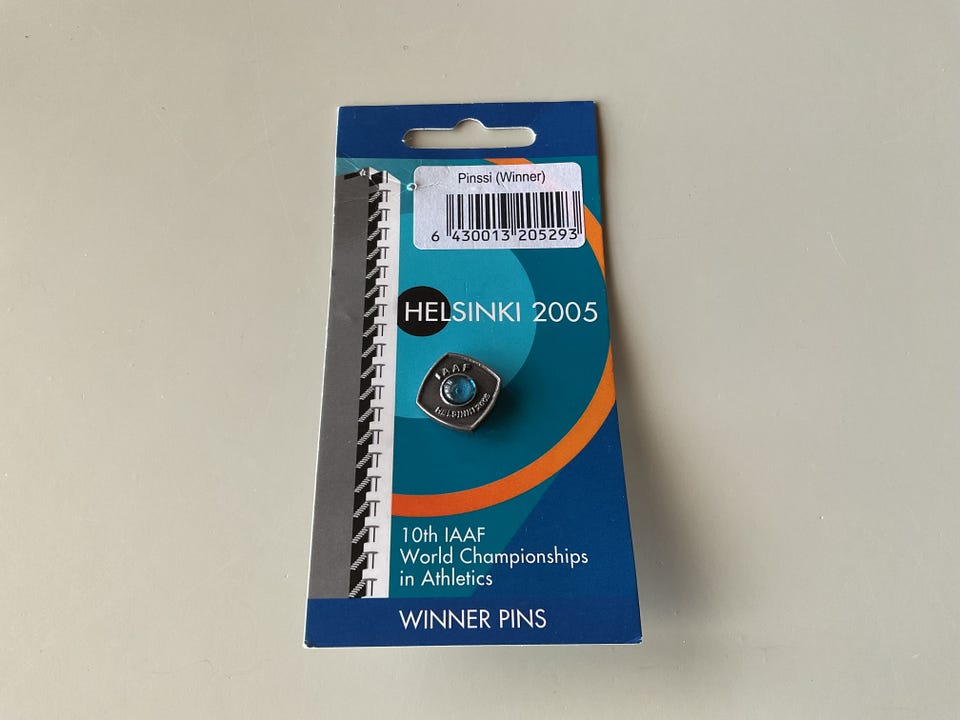 Pinssi (Winner)
6 430013 205293
HELSINKI 2005
IAAF
HELSINKI 2005
10th IAAF
World Championships
in Athletics
WINNER PINS